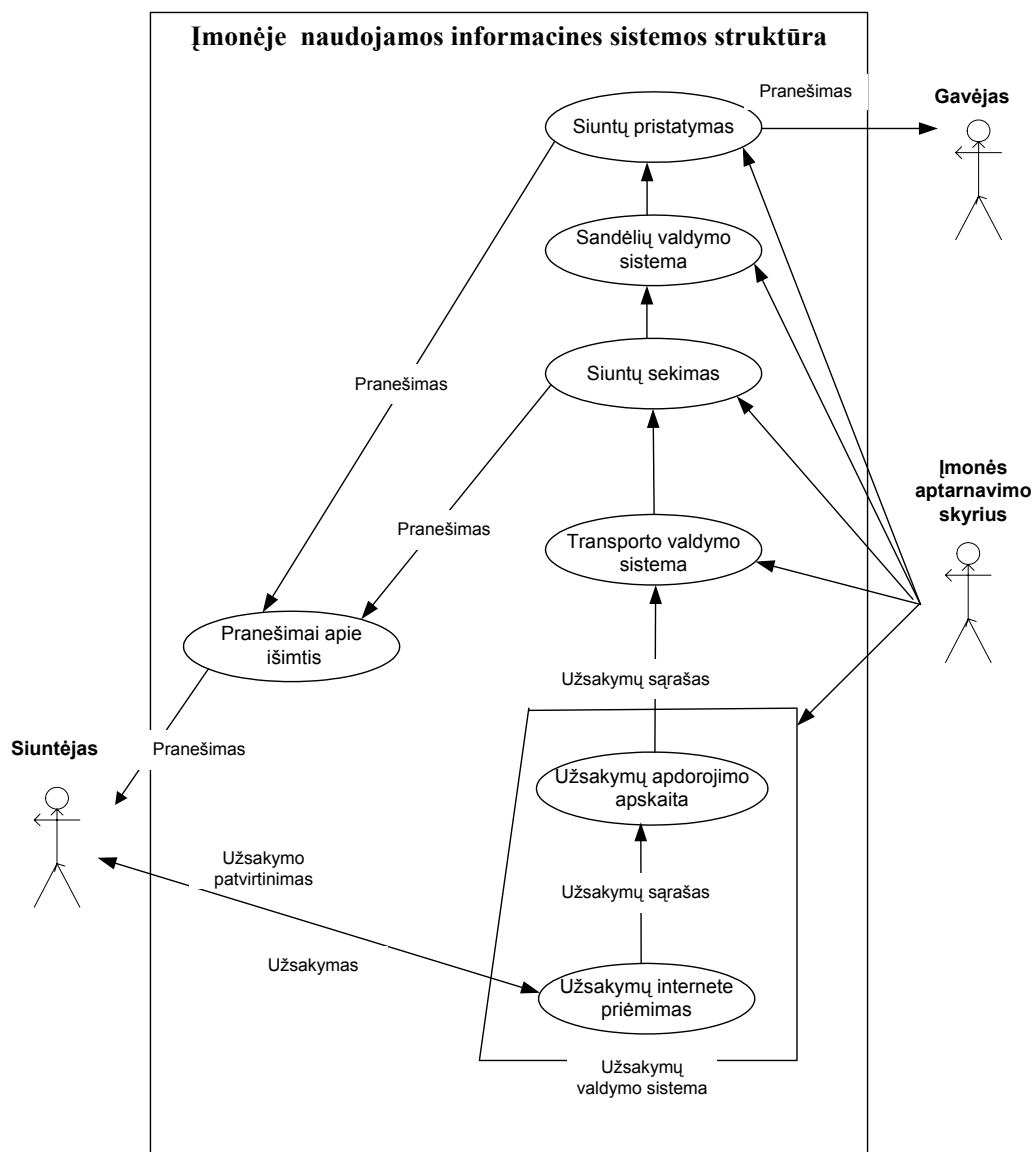 Įmonėje naudojamos informacines sistemos struktūra
Pranešimas
Gavėjas
Siuntų pristatymas
Sandėlių valdymo
sistema
Siuntų sekimas
Pranešimas
Įmonės
aptarnavimo
skyrius
Pranešimas
Transporto valdymo
sistema
Pranešimai apie
išimtis
Užsakymų sąrašas
Siuntėjas
Pranešimas
Užsakymų apdorojimo
apskaita
Užsakymo
patvirtinimas
Užsakymų sąrašas
Užsakymas
Užsakymų internete
priėmimas
Užsakymų
valdymo sistema